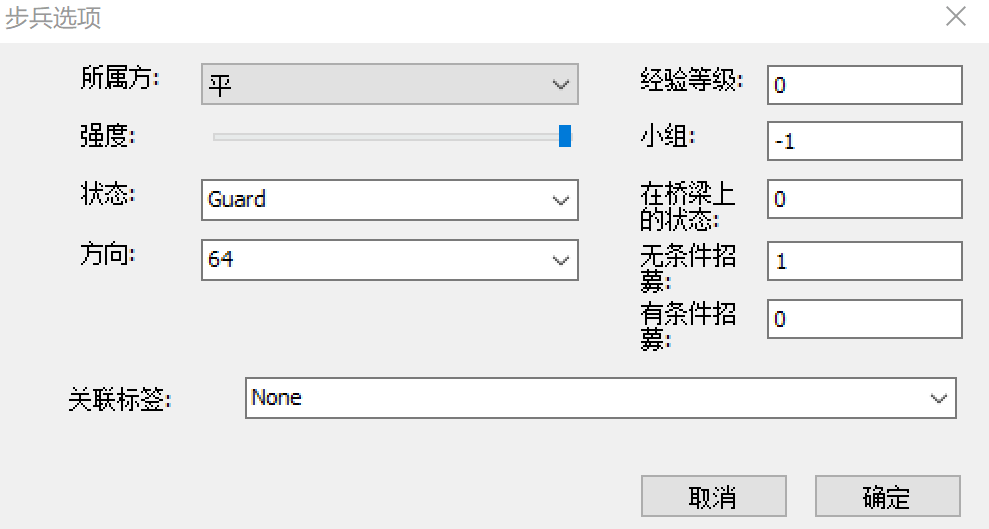 步兵选项
所属方:
平
经验等级:
0
强度:
小组:
-1
状态:
Guard
在桥梁上
的状态:
0
方向:
64
无条件招
募:
1
有条件招
募:
0
关联标签:
None
取消
确定